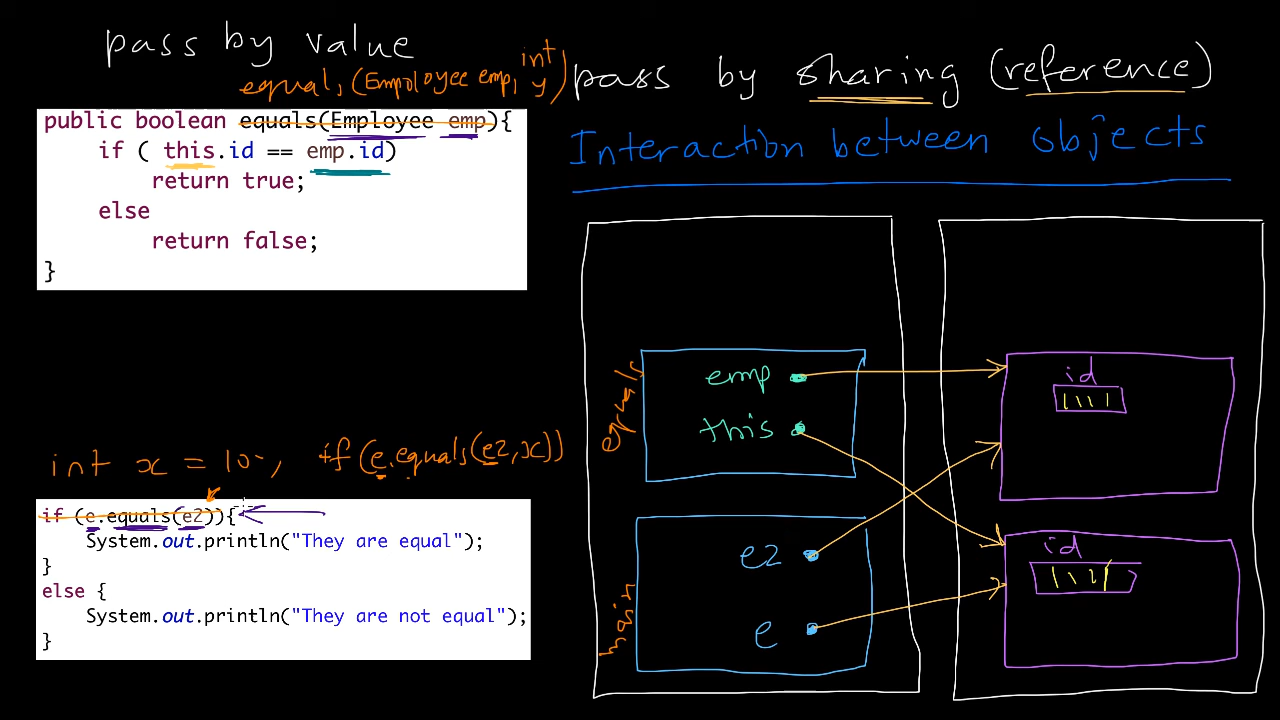 pass by value
equal, (Employee emp, int y)
pass by sharing (reference)
Interaction between objects
public boolean equals(Employee emp){
if ( this.id == emp.id)
return true;
else
return false;
}
int x = 100, if (e.equals(e2,x))
if (e.equals(e2)){
System.out.println("They are equal");
}
else {
System.out.println("They are not equal");
}
equals
emp
this
main
e2
e
id
1111
id
1121